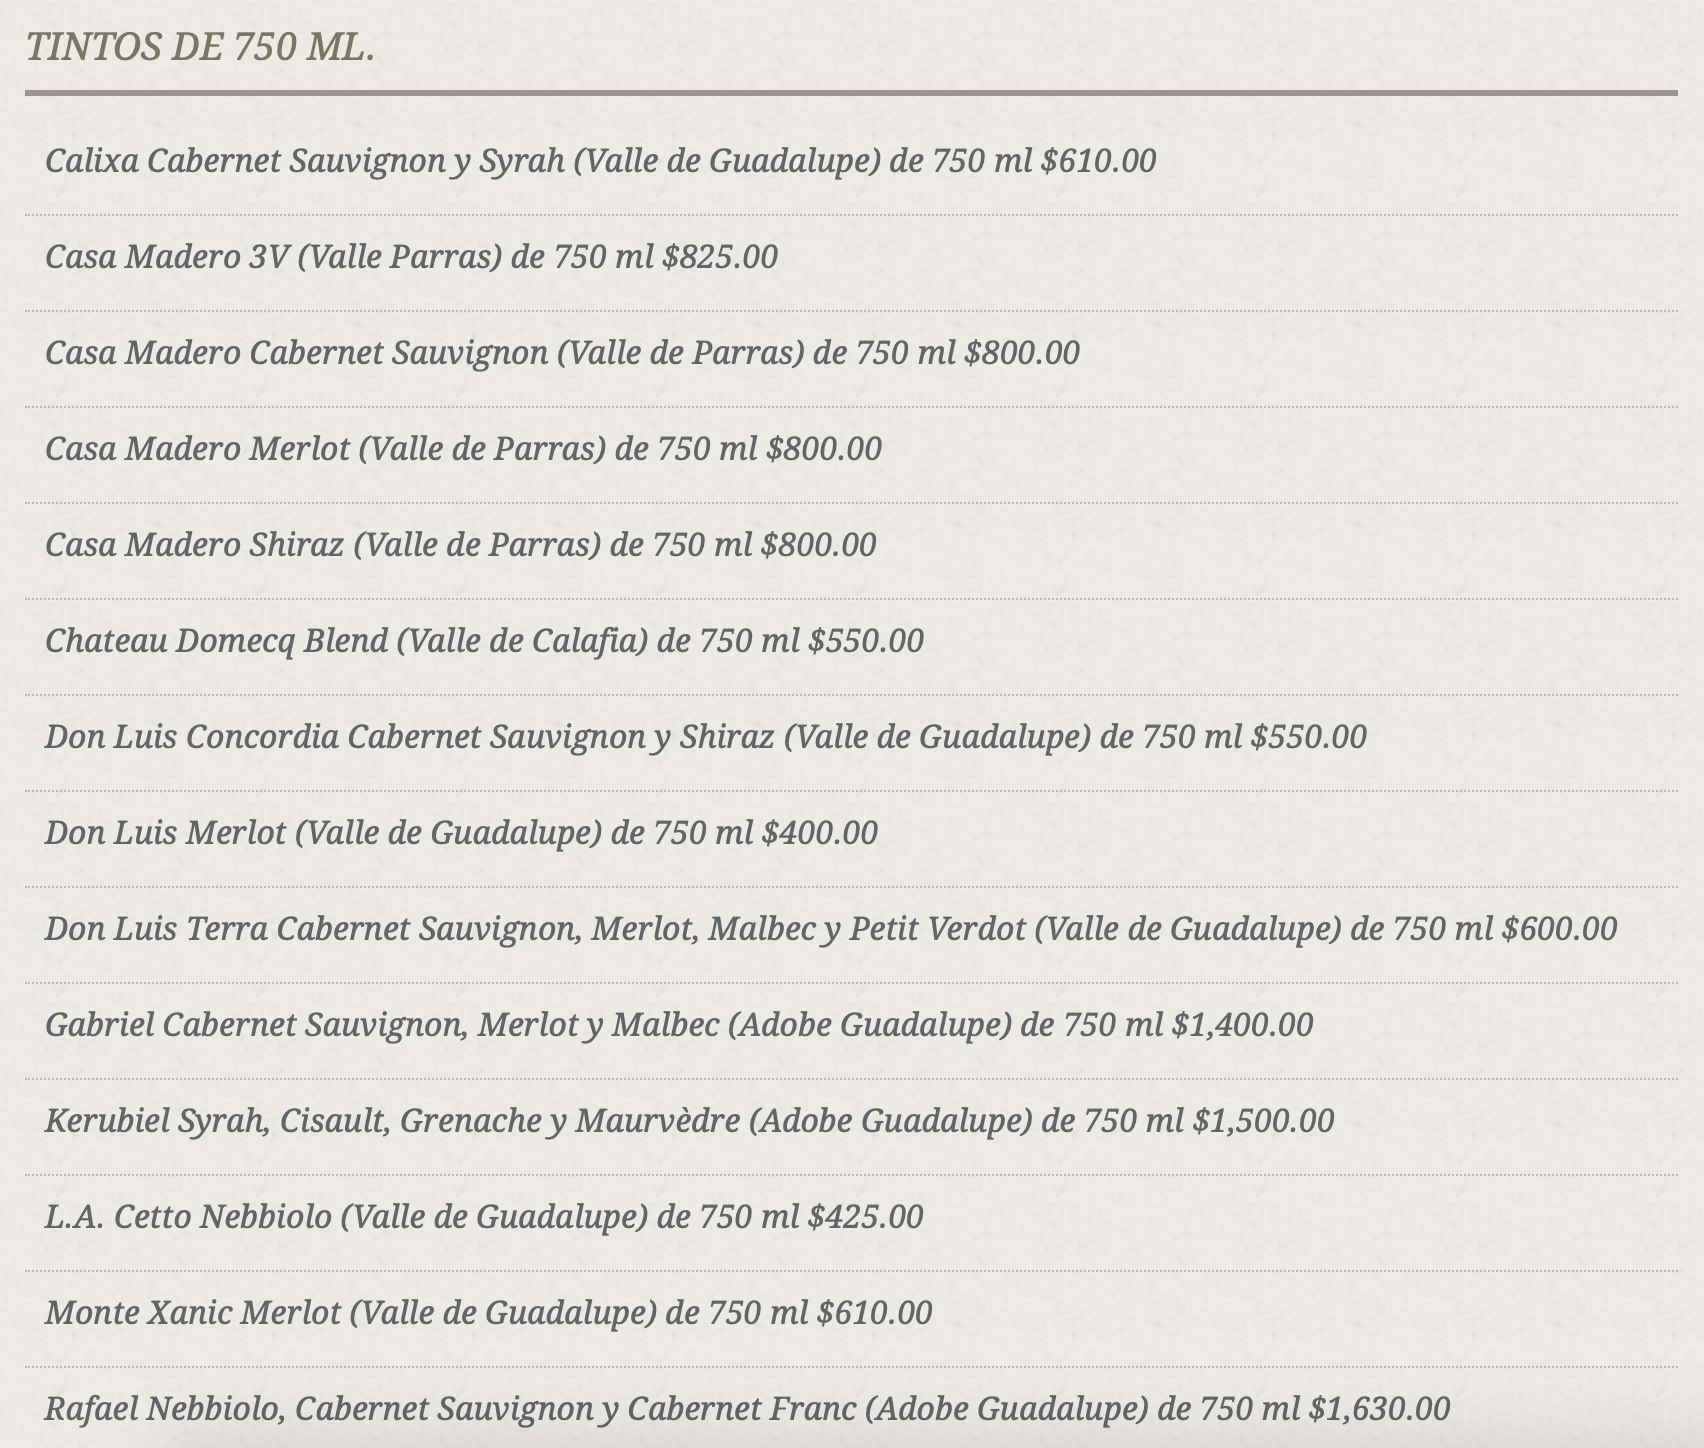 TINTOS DE 750 ML.
Calixa Cabernet Sauvignon y Syrah (Valle de Guadalupe) de 750 ml $610.00
Casa Madero 3V (Valle Parras) de 750 ml $825.00
Casa Madero Cabernet Sauvignon (Valle de Parras) de 750 ml $800.00
Casa Madero Merlot (Valle de Parras) de 750 ml $800.00
Casa Madero Shiraz (Valle de Parras) de 750 ml $800.00
Chateau Domecq Blend (Valle de Calafia) de 750 ml $550.00
Don Luis Concordia Cabernet Sauvignon y Shiraz (Valle de Guadalupe) de 750 ml $550.00
Don Luis Merlot (Valle de Guadalupe) de 750 ml $400.00
Don Luis Terra Cabernet Sauvignon, Merlot, Malbec y Petit Verdot (Valle de Guadalupe) de 750 ml $600.00
Gabriel Cabernet Sauvignon, Merlot y Malbec (Adobe Guadalupe) de 750 ml $1,400.00
Kerubiel Syrah, Cisault, Grenache y Maurvèdre (Adobe Guadalupe) de 750 ml $1,500.00
L.A. Cetto Nebbiolo (Valle de Guadalupe) de 750 ml $425.00
Monte Xanic Merlot (Valle de Guadalupe) de 750 ml $610.00
Rafael Nebbiolo, Cabernet Sauvignon y Cabernet Franc (Adobe Guadalupe) de 750 ml $1,630.00